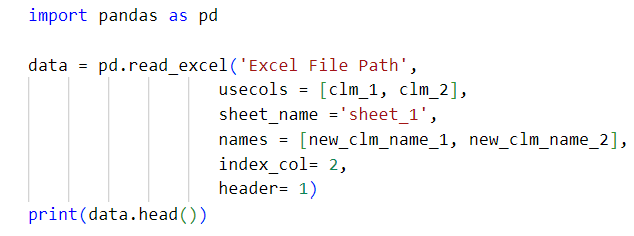 import pandas as pd
data = pd.read_excel('Excel File Path',
usecols = [clm_1, clm_2],
sheet_name ='sheet_1',
names = [new_clm_name_1, new_clm_name_2],
index_col= 2,
header= 1)
print(data.head())